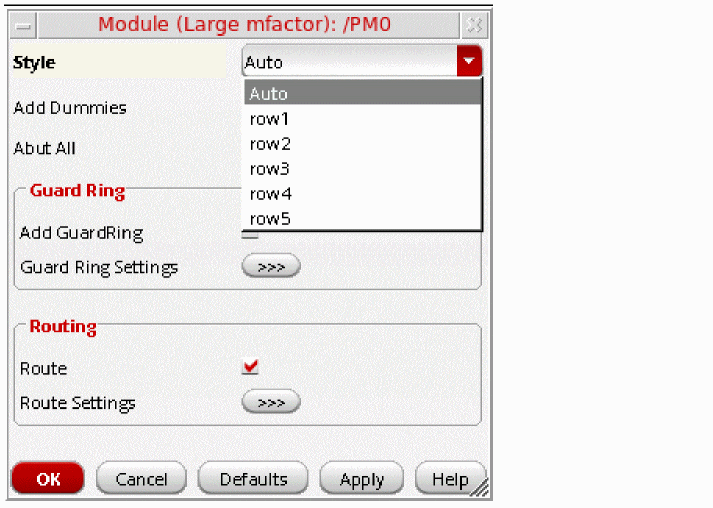 Module (Large mfactor): /PM0
Style
Auto
Auto
row1
row2
row3
row4
row5
Add Dummies
Abut All
Guard Ring
Add GuardRing
Guard Ring Settings >>>
Routing
Route
Route Settings >>>
OK Cancel Defaults Apply Help